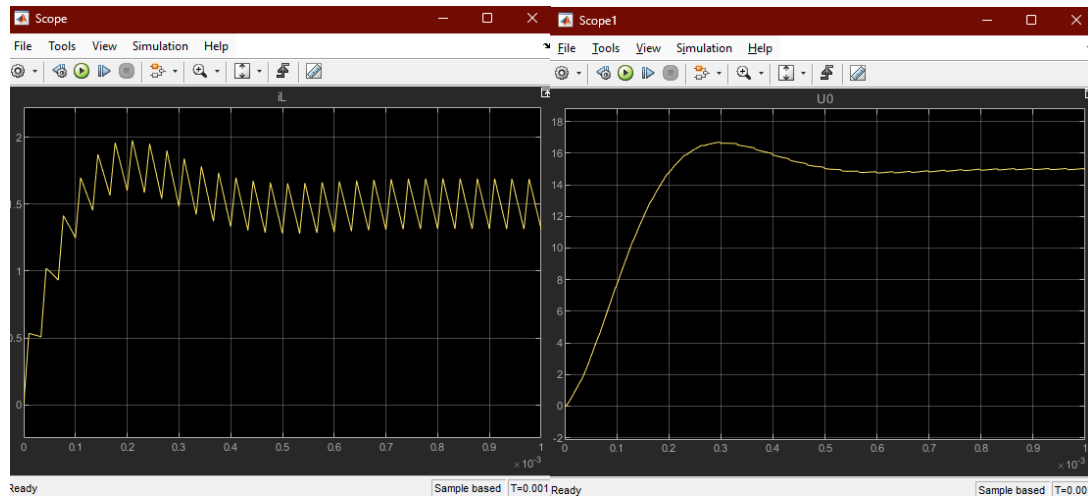 Scope
File Tools View Simulation Help
iL
2
1.5
1
0.5
0
0 0.1 0.2 0.3 0.4 0.5 0.6 0.7 0.8 0.9 1
×10⁻³
Ready Sample based T=0.001
Scope1
File Tools View Simulation Help
U0
18
16
14
12
10
8
6
4
2
0
-2
0 0.1 0.2 0.3 0.4 0.5 0.6 0.7 0.8 0.9 1
×10⁻³
Ready Sample based T=0.00